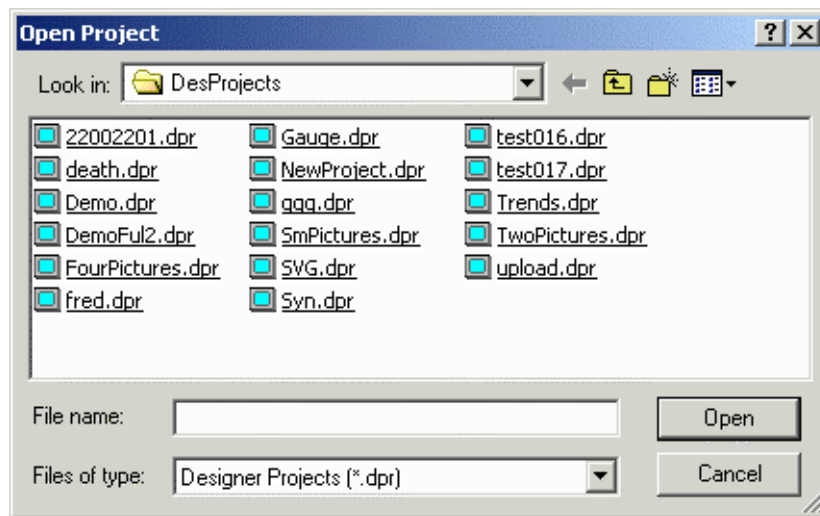 Open Project
Look in: DesProjects
22002201.dpr
death.dpr
Demo.dpr
DemoFul2.dpr
FourPictures.dpr
fred.dpr
Gauge.dpr
NewProject.dpr
qqq.dpr
SmPictures.dpr
SVG.dpr
Syn.dpr
test016.dpr
test017.dpr
Trends.dpr
TwoPictures.dpr
upload.dpr
File name:
Open
Files of type: Designer Projects (*.dpr)
Cancel